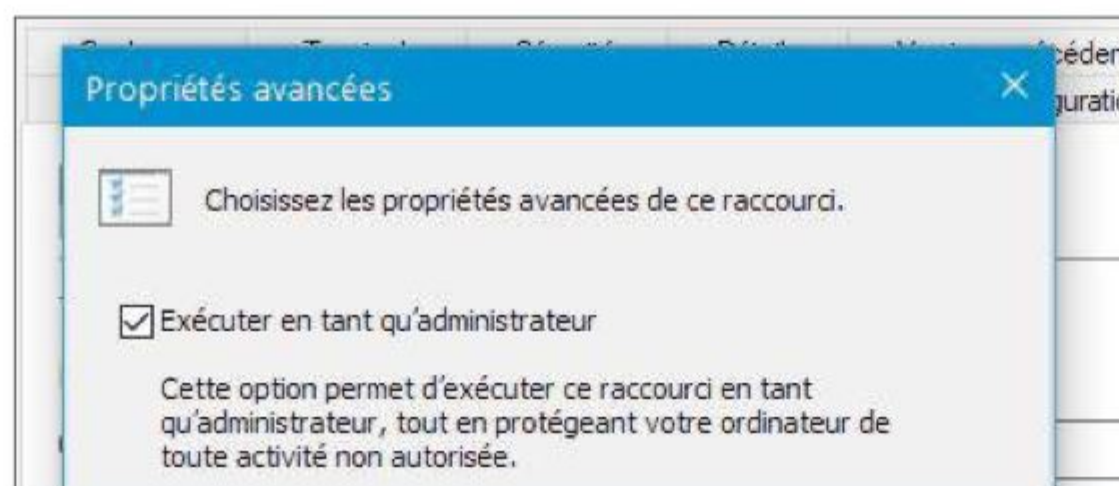 Propriétés avancées
Choisissez les propriétés avancées de ce raccourci.
Exécuter en tant qu'administrateur
Cette option permet d'exécuter ce raccourci en tant
qu'administrateur, tout en protégeant votre ordinateur de
toute activité non autorisée.